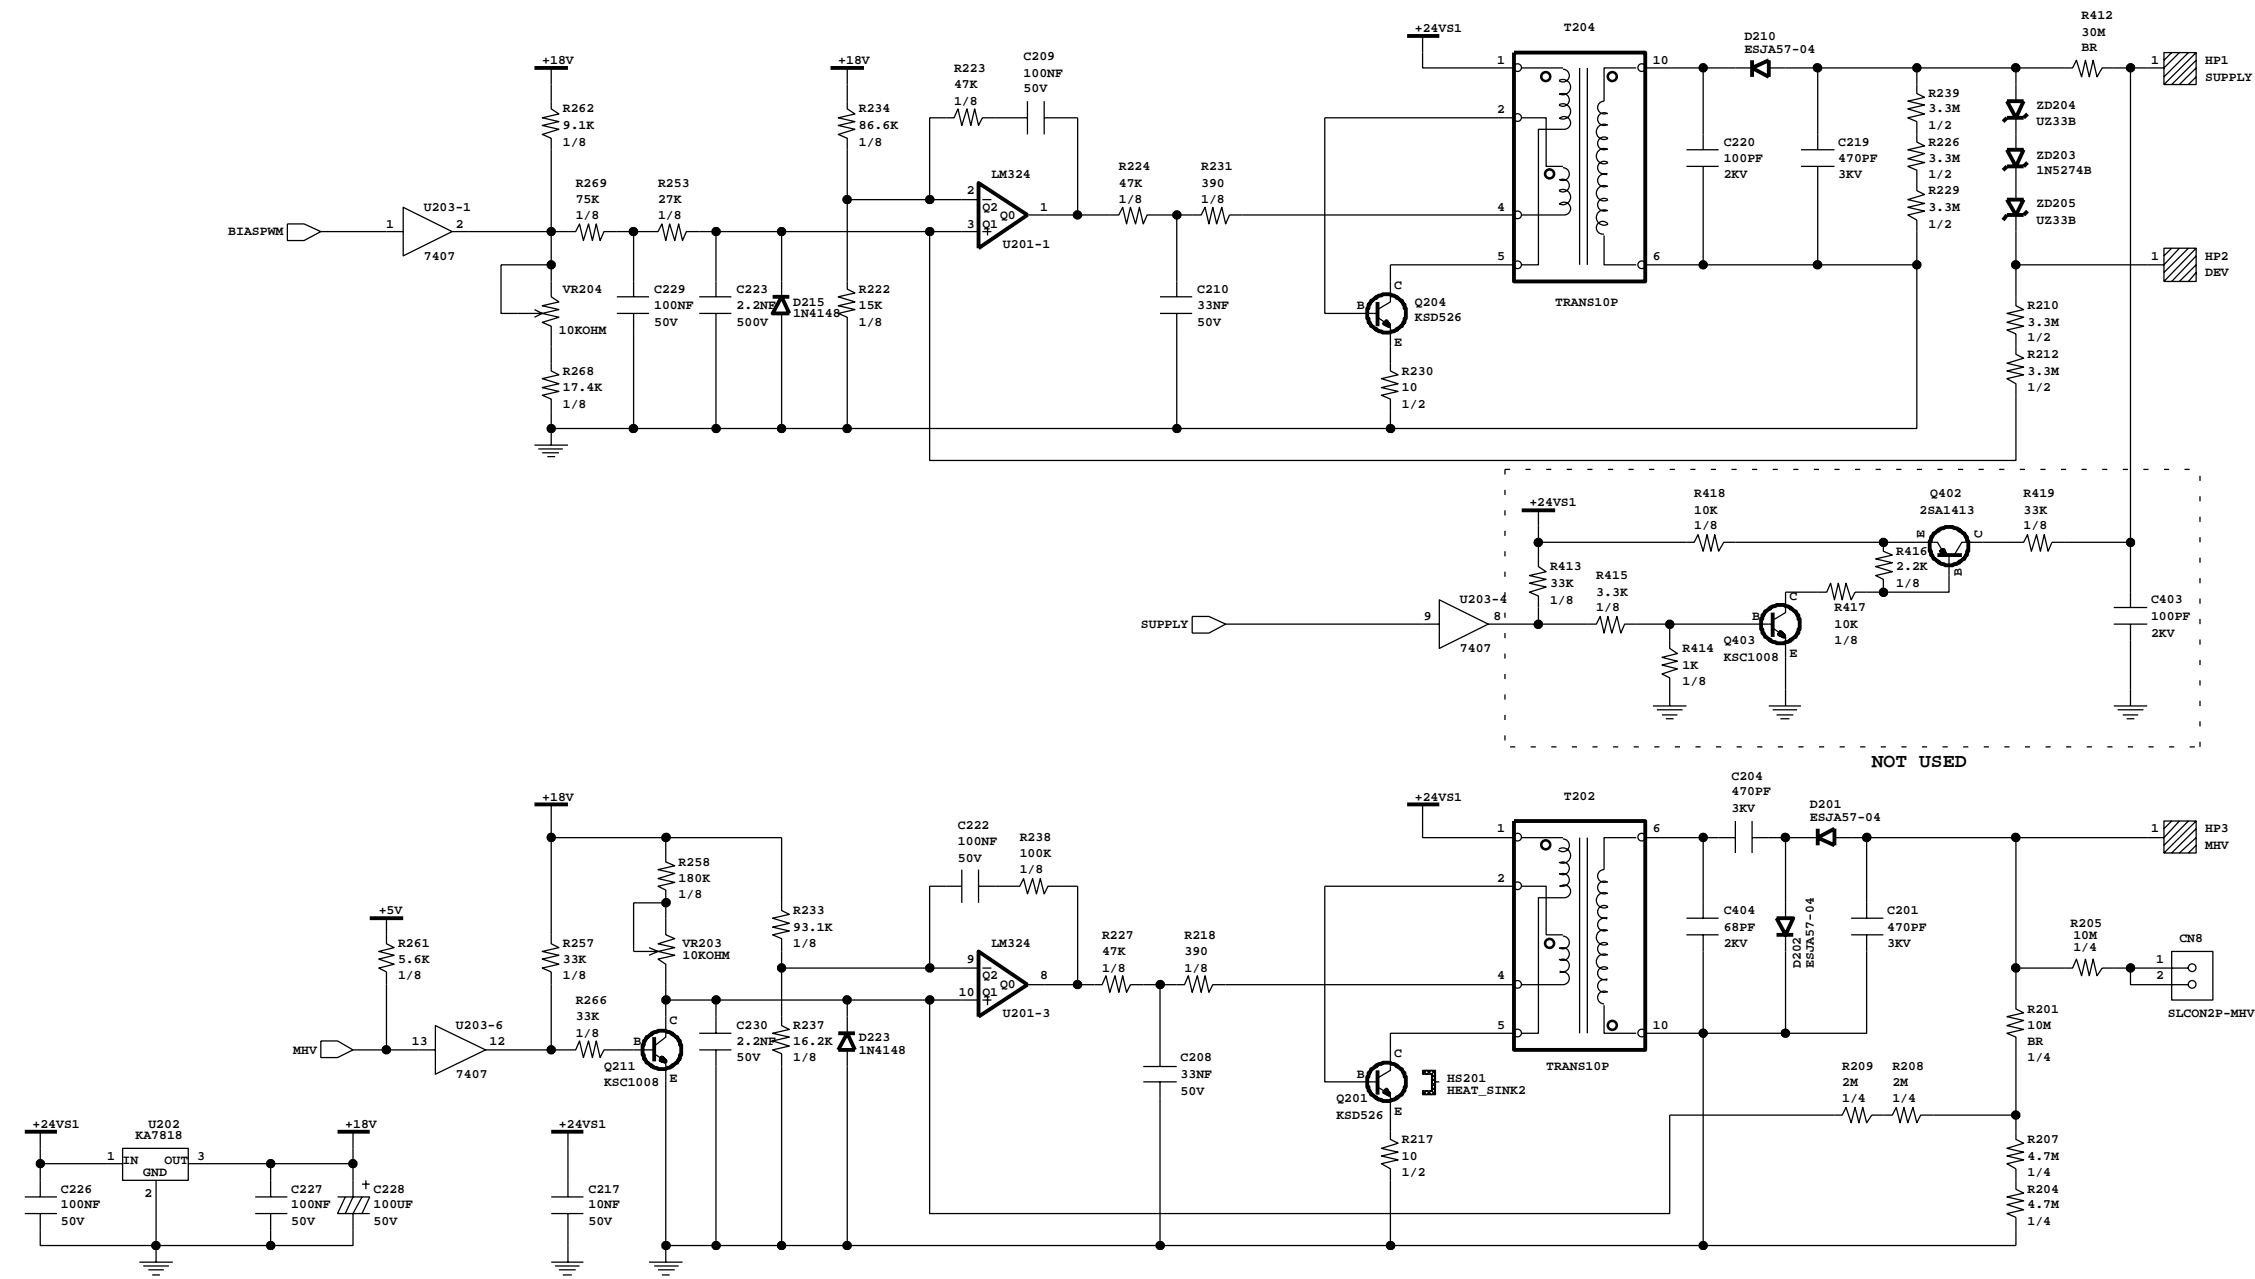 +24VS1
T204
R412
30M
BR
D210
ESJA57-04
1
HP1
SUPPLY
+18V
+18V
R223
47K
1/8
C209
100NF
50V
1
10
R262
9.1K
1/8
R234
86.6K
1/8
2
R239
3.3M
1/2
ZD204
UZ33B
C220
100PF
2KV
C219
470PF
3KV
R226
3.3M
1/2
ZD203
1N5274B
R269
75K
1/8
R253
27K
1/8
LM324
2
Q2
Q0
1
3
Q1
U201-1
R224
47K
1/8
R231
390
1/8
4
R229
3.3M
1/2
ZD205
UZ33B
BIASPWM
1
U203-1
2
7407
5
6
1
HP2
DEV
VR204
10KOHM
C229
100NF
50V
C223
2.2NF
500V
D215
1N4148
R222
15K
1/8
C210
33NF
50V
C
B
E
Q204
KSD526
TRANS10P
R210
3.3M
1/2
R212
3.3M
1/2
R268
17.4K
1/8
R230
10
1/2
+24VS1
R418
10K
1/8
Q402
2SA1413
E
C
B
R419
33K
1/8
R413
33K
1/8
R415
3.3K
1/8
R416
2.2K
1/8
SUPPLY
9
U203-4
8
7407
C
B
E
Q403
KSC1008
R417
10K
1/8
R414
1K
1/8
C403
100PF
2KV
NOT USED
+18V
+24VS1
T202
C204
470PF
3KV
D201
ESJA57-04
1
HP3
MHV
1
6
R258
180K
1/8
C222
100NF
50V
R238
100K
1/8
2
+5V
R261
5.6K
1/8
R257
33K
1/8
VR203
10KOHM
R233
93.1K
1/8
LM324
9
Q2
Q0
8
10
Q1
U201-3
R227
47K
1/8
R218
390
1/8
4
C404
68PF
2KV
D202
ESJA57-04
C201
470PF
3KV
R205
10M
1/4
CN8
1
2
SLCON2P-MHV
R266
33K
1/8
MHV
13
U203-6
12
7407
C
B
E
Q211
KSC1008
C230
2.2NF
50V
R237
16.2K
1/8
D223
1N4148
5
10
R201
10M
BR
1/4
C208
33NF
50V
C
B
E
Q201
KSD526
HS201
HEAT_SINK2
TRANS10P
R209
2M
1/4
R208
2M
1/4
+24VS1
U202
KA7818
1
IN
OUT
3
GND
2
+18V
+24VS1
R217
10
1/2
R207
4.7M
1/4
C226
100NF
50V
C227
100NF
50V
+
C228
100UF
50V
C217
10NF
50V
R204
4.7M
1/4